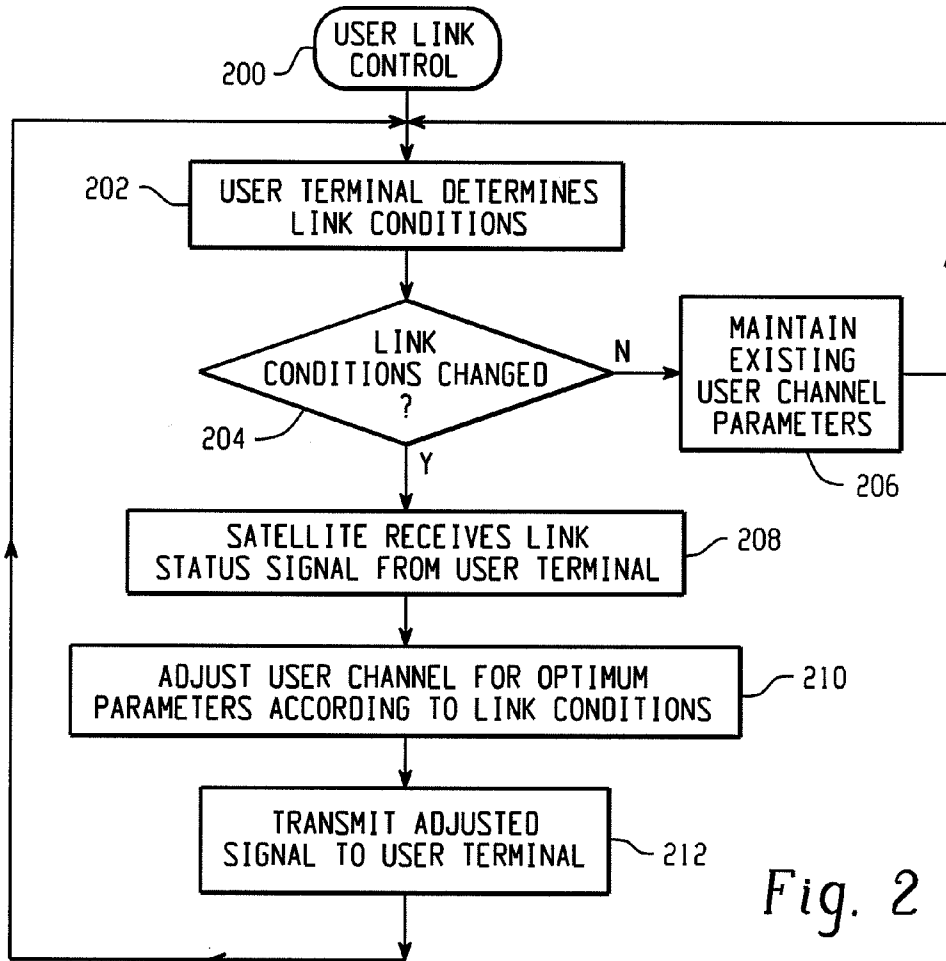 USER LINK
CONTROL
200
202
USER TERMINAL DETERMINES
LINK CONDITIONS
LINK
CONDITIONS CHANGED
?
204
N
Y
MAINTAIN
EXISTING
USER CHANNEL
PARAMETERS
206
SATELLITE RECEIVES LINK
STATUS SIGNAL FROM USER TERMINAL
208
ADJUST USER CHANNEL FOR OPTIMUM
PARAMETERS ACCORDING TO LINK CONDITIONS
210
TRANSMIT ADJUSTED
SIGNAL TO USER TERMINAL
212
Fig. 2